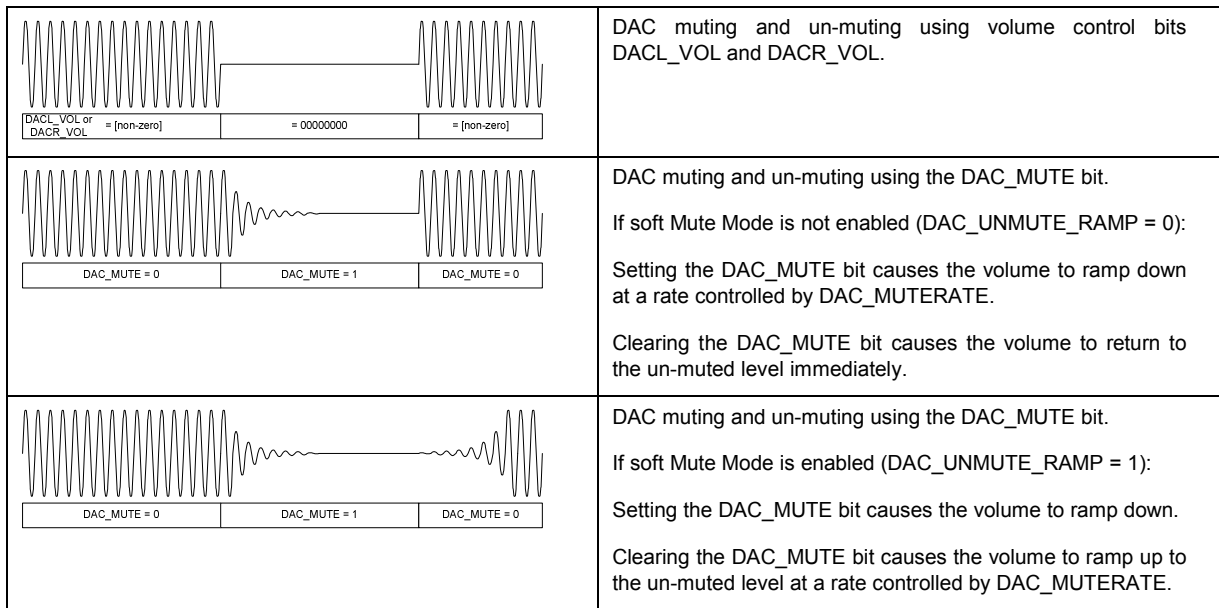 DACL_VOL or
DACR_VOL
= [non-zero]
= 00000000
= [non-zero]
DAC muting and un-muting using volume control bits
DACL_VOL and DACR_VOL.
DAC_MUTE = 0
DAC_MUTE = 1
DAC_MUTE = 0
DAC muting and un-muting using the DAC_MUTE bit.
If soft Mute Mode is not enabled (DAC_UNMUTE_RAMP = 0):
Setting the DAC_MUTE bit causes the volume to ramp down
at a rate controlled by DAC_MUTERATE.
Clearing the DAC_MUTE bit causes the volume to return to
the un-muted level immediately.
DAC_MUTE = 0
DAC_MUTE = 1
DAC_MUTE = 0
DAC muting and un-muting using the DAC_MUTE bit.
If soft Mute Mode is enabled (DAC_UNMUTE_RAMP = 1):
Setting the DAC_MUTE bit causes the volume to ramp down.
Clearing the DAC_MUTE bit causes the volume to ramp up to
the un-muted level at a rate controlled by DAC_MUTERATE.